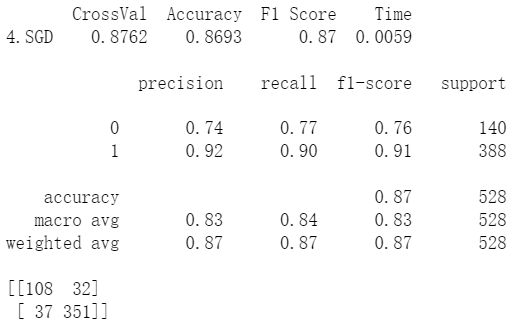 CrossVal Accuracy F1 Score Time
4.SGD 0.8762 0.8693 0.87 0.0059
precision recall f1-score support
0 0.74 0.77 0.76 140
1 0.92 0.90 0.91 388
accuracy 0.87 528
macro avg 0.83 0.84 0.83 528
weighted avg 0.87 0.87 0.87 528
[[108 32]
[ 37 351]]